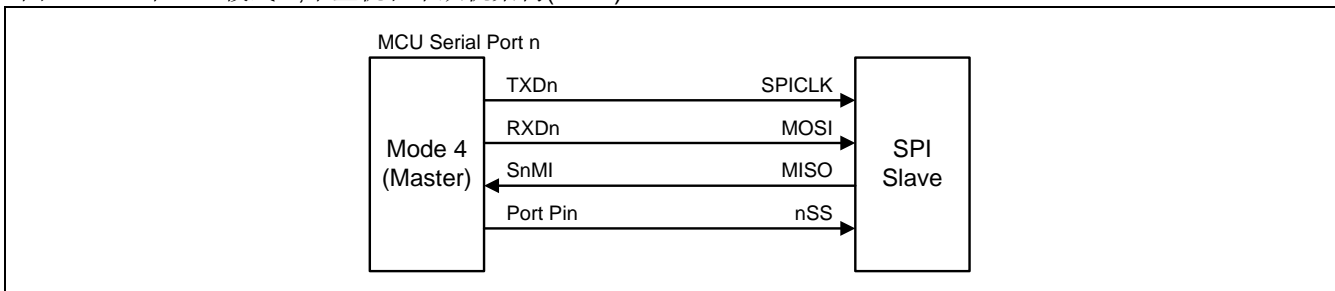 MCU Serial Port n
TXDn SPICLK
RXDn MOSI
Mode 4
(Master)
SPI
Slave
SnMI MISO
Port Pin nSS